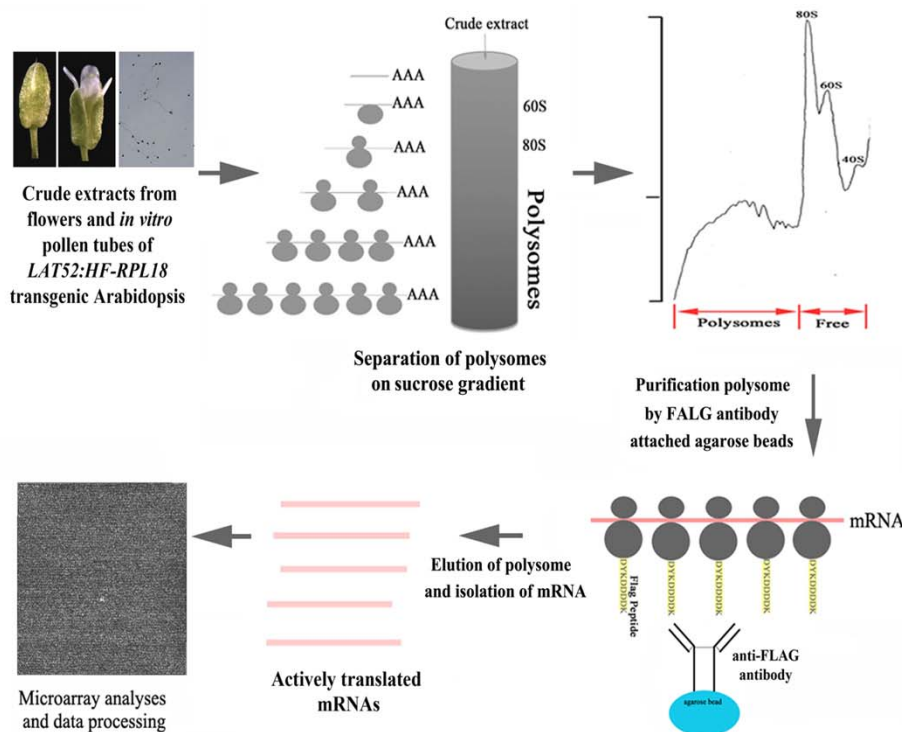 Crude extracts from
flowers and in vitro
pollen tubes of
LAT52:HF-RPL18
transgenic Arabidopsis
Crude extract
AAA
AAA
AAA
AAA
AAA
AAA
60S
80S
Polysomes
Separation of polysomes
on sucrose gradient
80S
60S
40S
Polysomes
Free
Purification polysome
by FALG antibody
attached agarose beads
mRNA
DYKDDDDK
DYKDDDDK
DYKDDDDK
DYKDDDDK
DYKDDDDK
Flag Peptide
anti-FLAG
antibody
agarose bead
Elution of polysome
and isolation of mRNA
Actively translated
mRNAs
Microarray analyses
and data processing